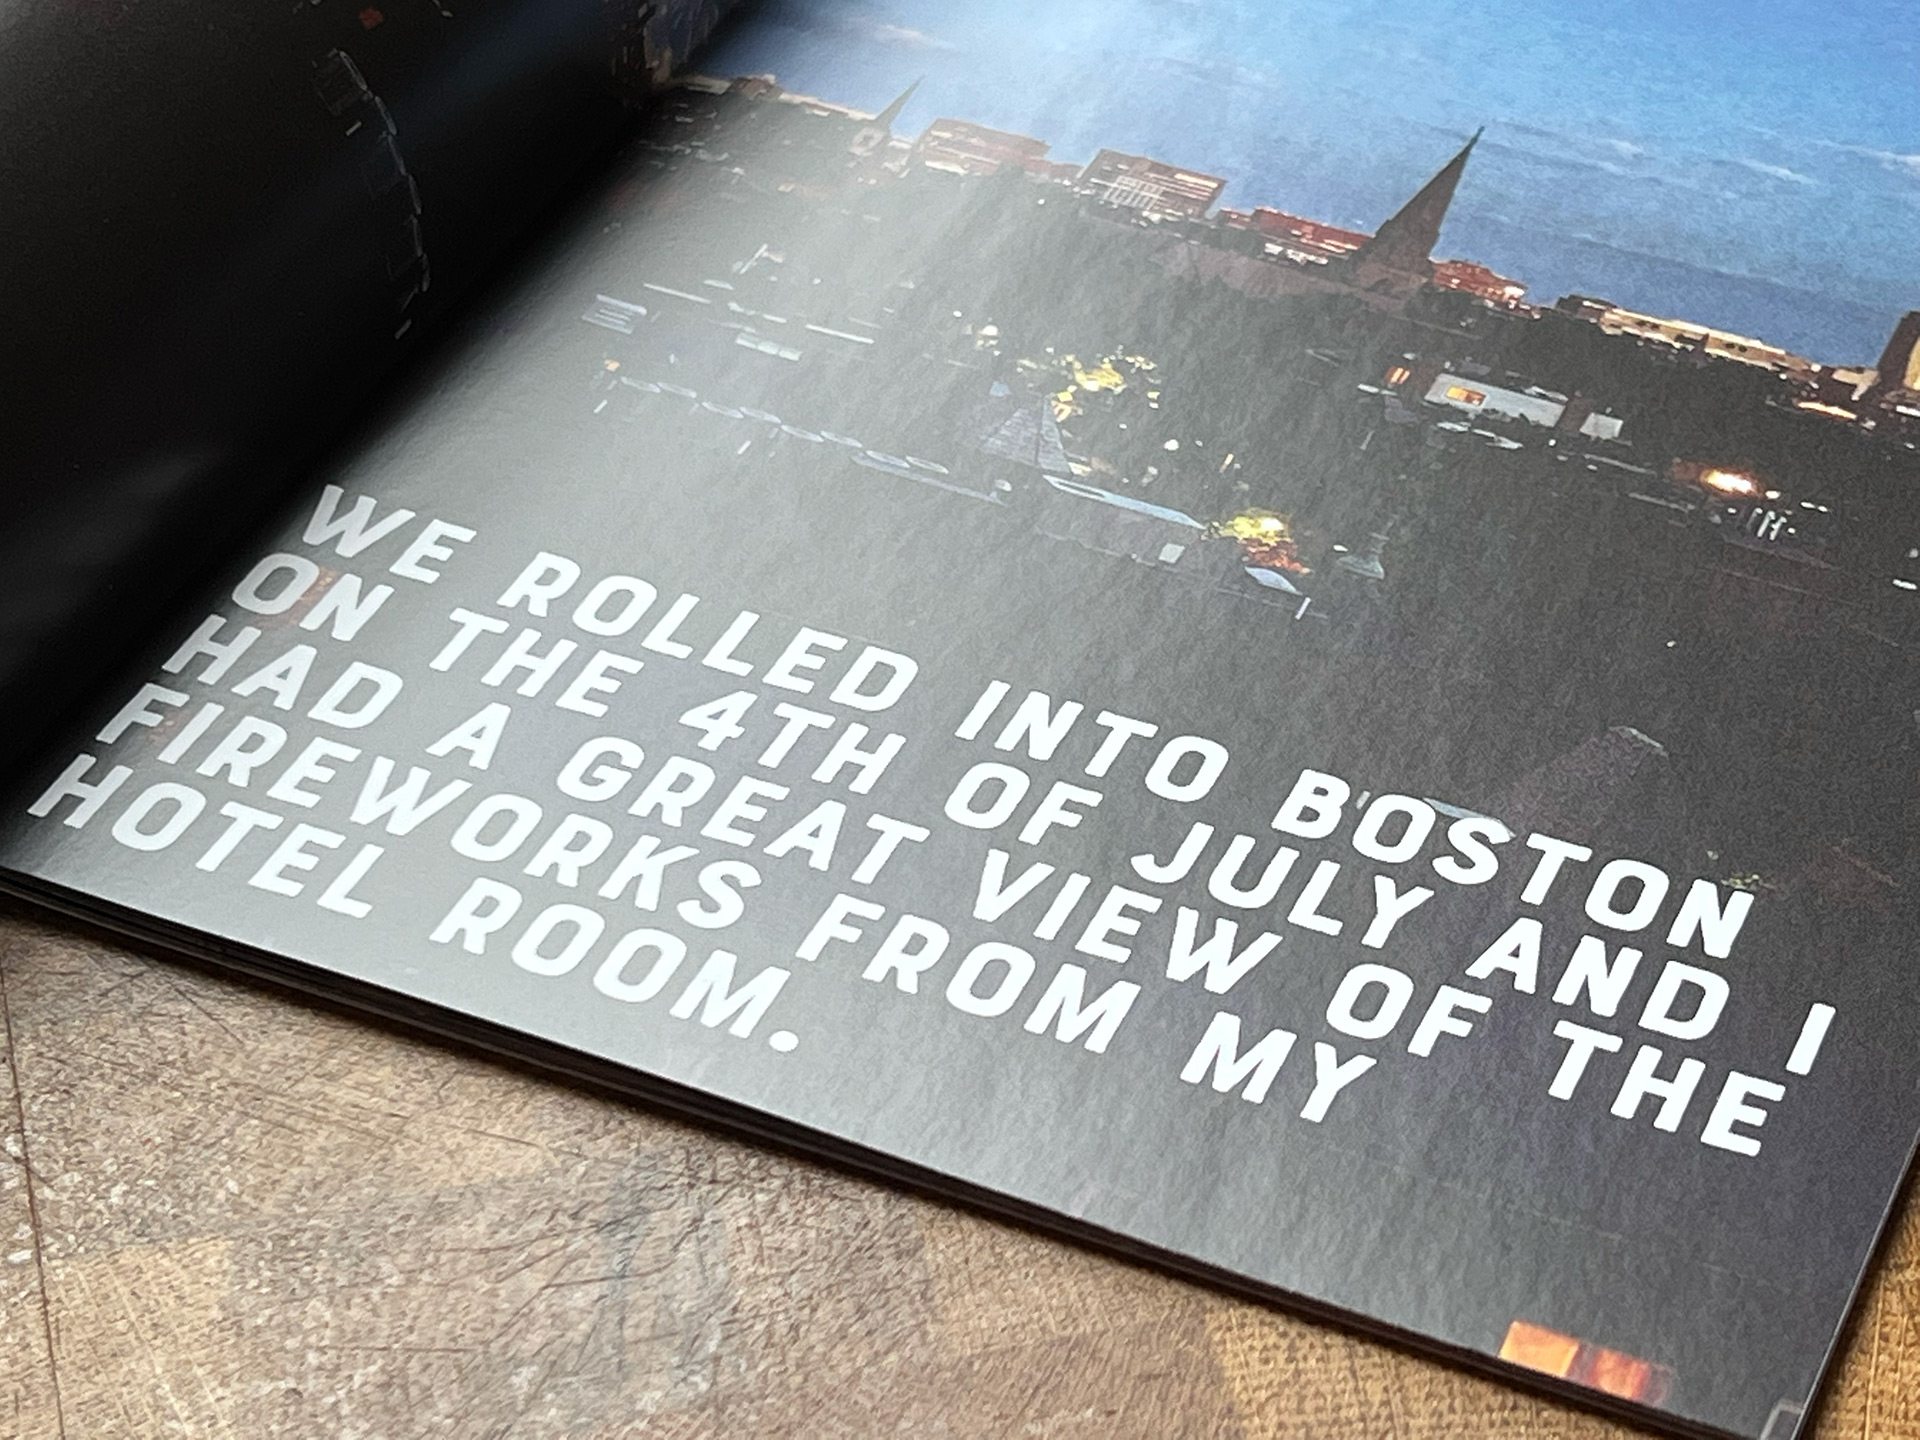 WE ROLLED INTO BOSTON
ON THE 4TH OF JULY AND I
HAD A GREAT VIEW OF THE
FIREWORKS FROM MY
HOTEL ROOM.